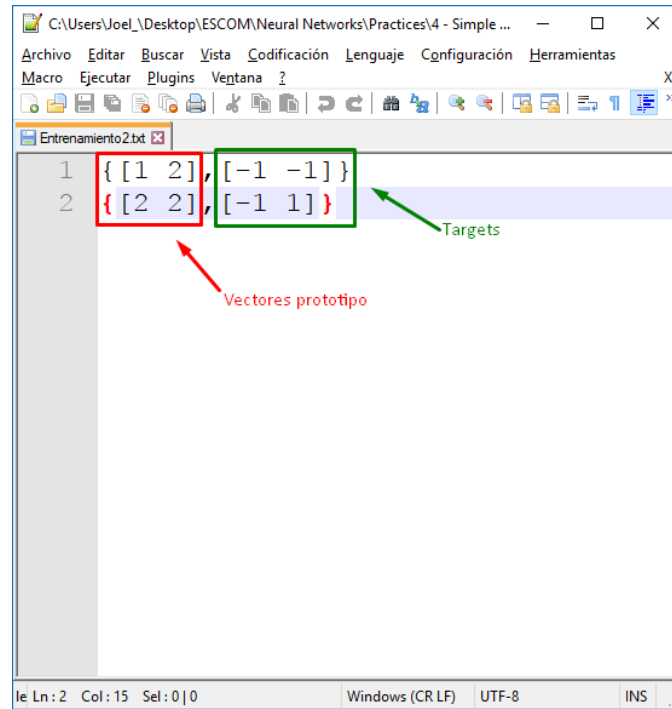 C:\Users\Joel_\Desktop\ESCOM\Neural Networks\Practices\4 - Simple ...
Archivo Editar Buscar Vista Codificación Lenguaje Configuración Herramientas
Macro Ejecutar Plugins Ventana ? X
Entrenamiento2.txt
1 {[1 2],[-1 -1]}
2 {[2 2],[-1 1]}
Targets
Vectores prototipo
le Ln : 2 Col : 15 Sel : 0 | 0 Windows (CR LF) UTF-8 INS